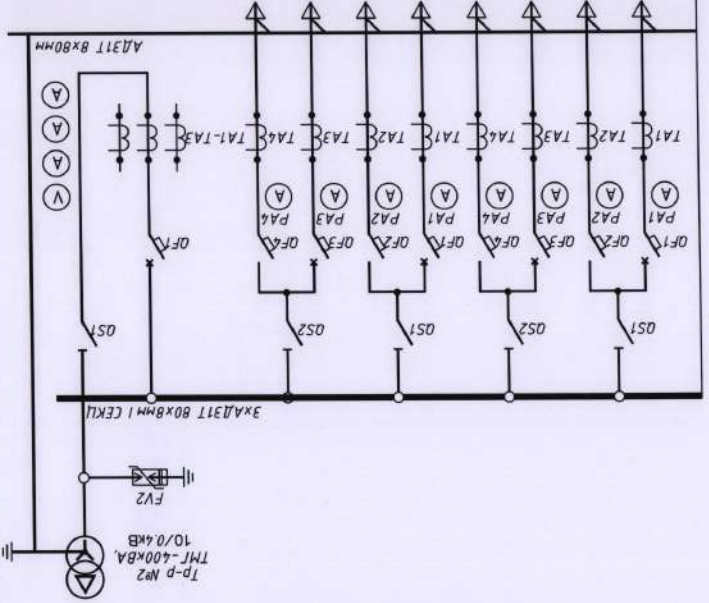 Тр-р №2
ТМГ-400кВА,
10/0.4кВ
FV2
3хАД31Т 80х8мм I СЕКЦ
QS1 QS2 QS1 QS2 QS1
QF1 QF2 QF3 QF4 QF1 QF2 QF3 QF4 QF1
PA1 PA2 PA3 PA4 PA1 PA2 PA3 PA4
A A A A A A A A V
A
A
A
TA1 TA2 TA3 TA4 TA1 TA2 TA3 TA4 TA1-TA3
АД31Т 8х80мм